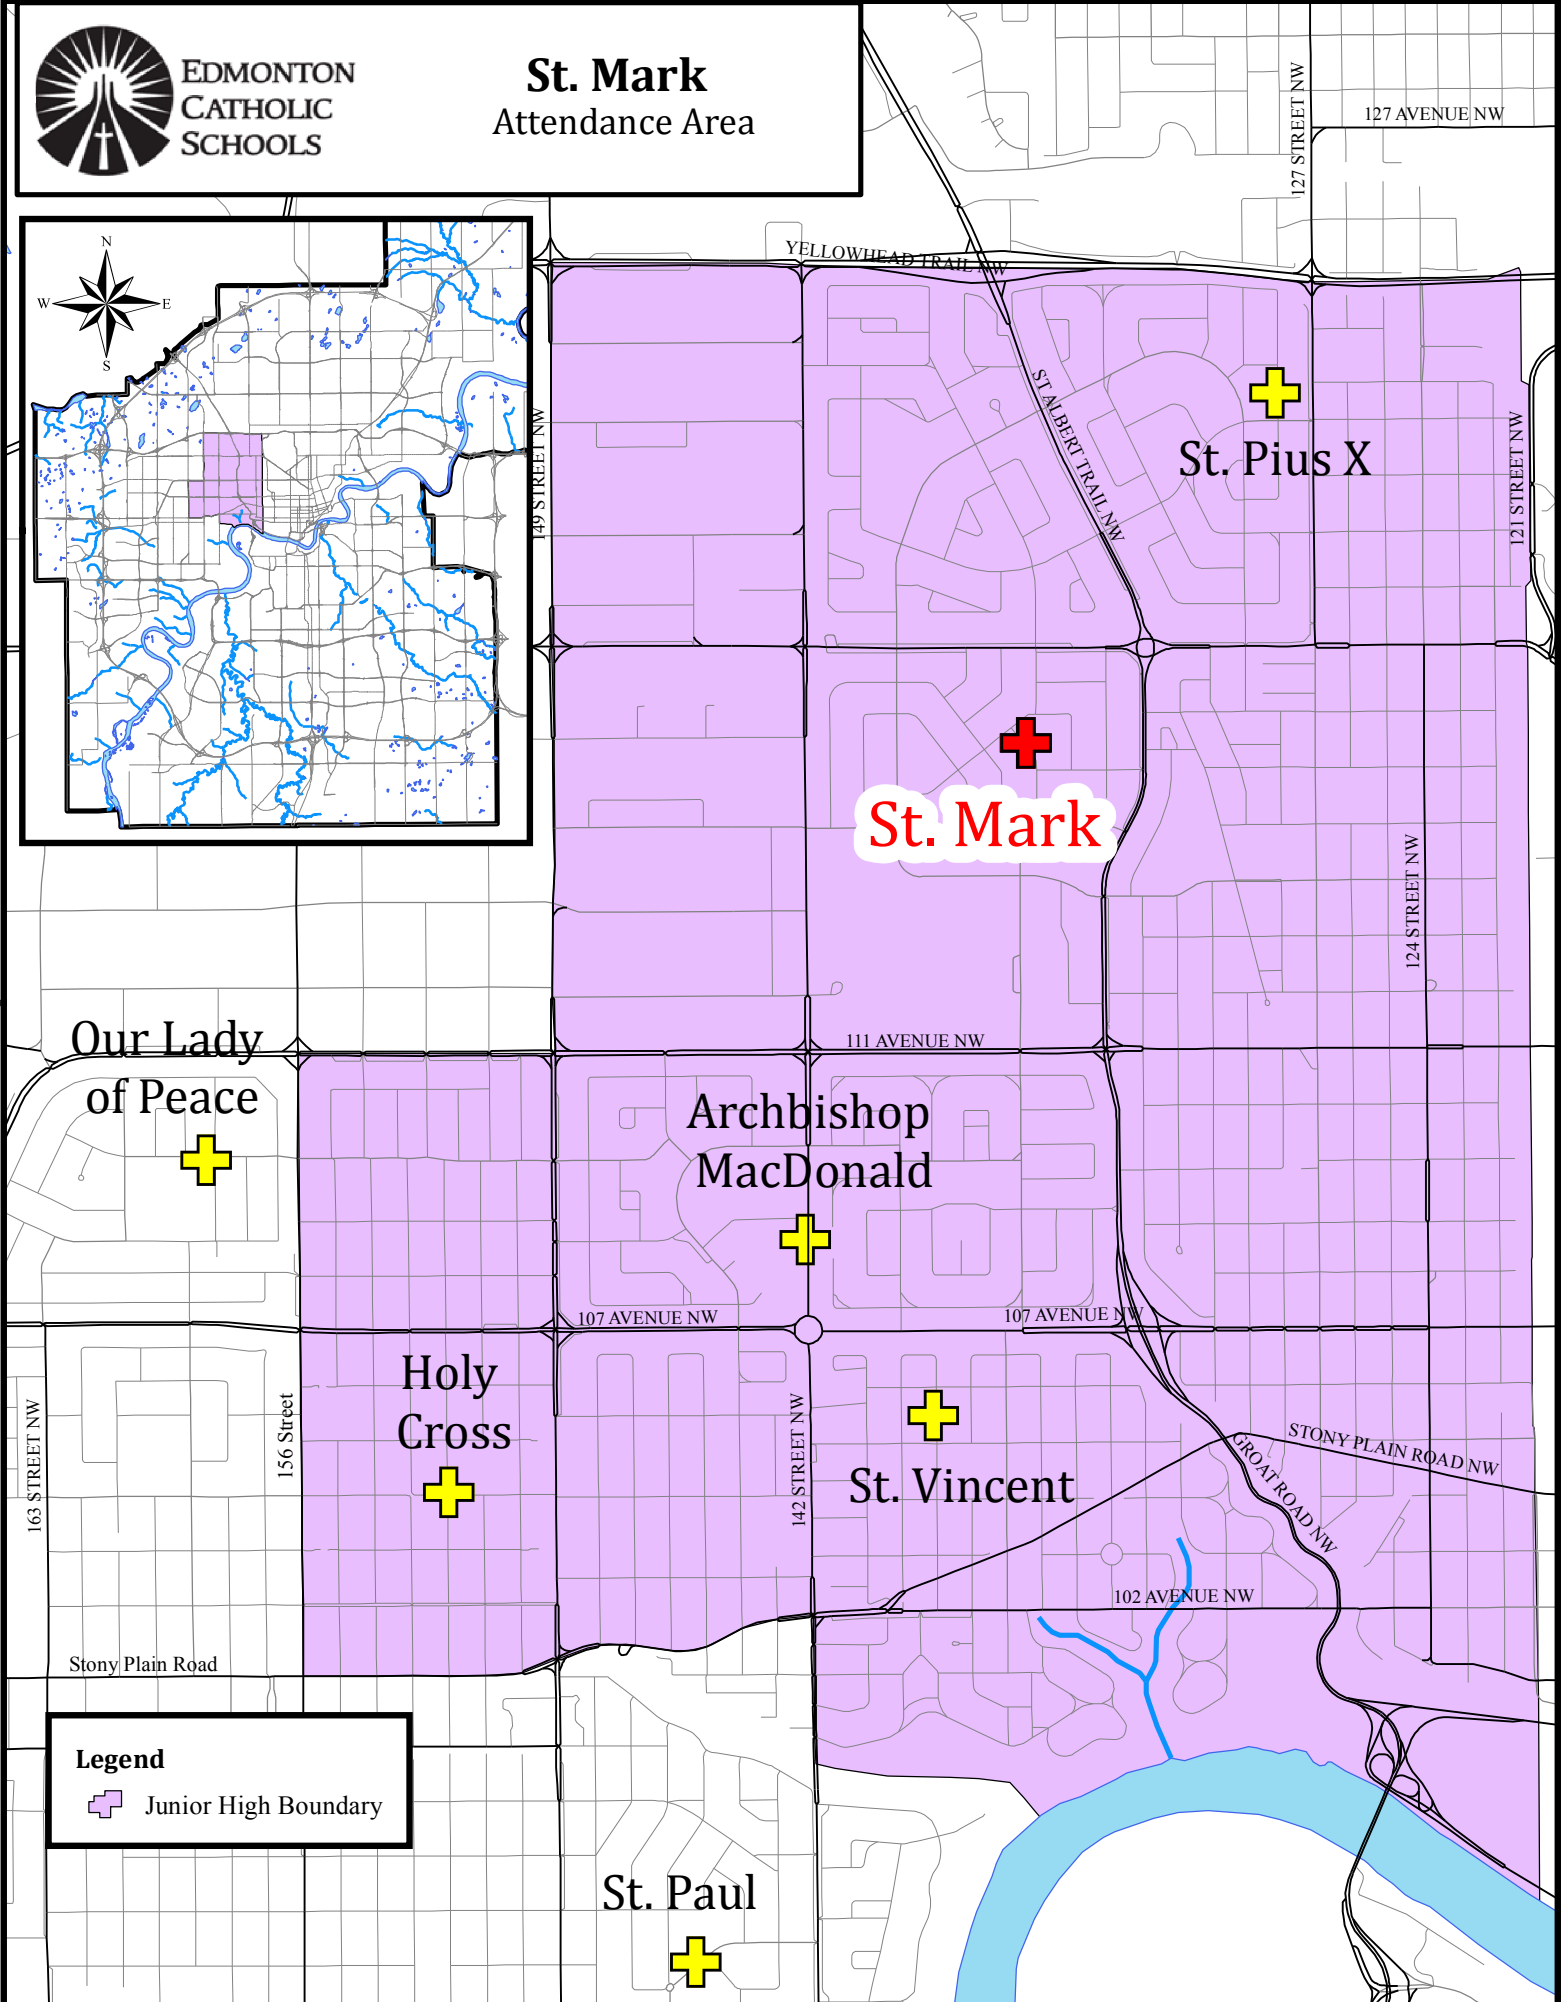 EDMONTON
CATHOLIC
SCHOOLS
St. Mark
Attendance Area
127 STREET NW
127 AVENUE NW
YELLOWHEAD TRAIL NW
N
W
E
S
149 STREET NW
ST ALBERT TRAIL NW
St. Pius X
121 STREET NW
St. Mark
124 STREET NW
Our Lady
of Peace
111 AVENUE NW
Archbishop
MacDonald
107 AVENUE NW
107 AVENUE NW
Holy
Cross
163 STREET NW
156 Street
142 STREET NW
St. Vincent
STONY PLAIN ROAD NW
GROAT ROAD NW
102 AVENUE NW
Stony Plain Road
Legend
Junior High Boundary
St. Paul